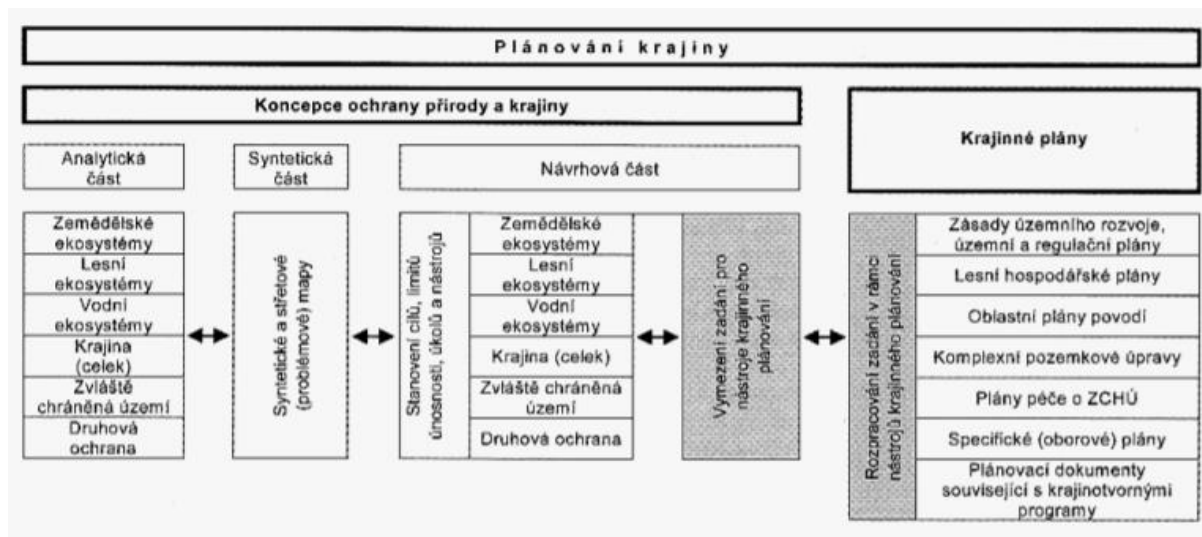 Plánování krajiny
Koncepce ochrany přírody a krajiny
Krajinné plány
Analytická
část
Syntetická
část
Návrhová část
Zemědělské
ekosystémy
Lesní
ekosystémy
Vodní
ekosystémy
Krajina
(celek)
Zvláště
chráněná území
Druhová
ochrana
Syntetické a střetové
(problémové) mapy
Stanovení cílů, limitů
únosnosti, úkolů a nástrojů
Zemědělské
ekosystémy
Lesní
ekosystémy
Vodní
ekosystémy
Krajina (celek)
Zvláště chráněná
území
Druhová ochrana
Vymezení zadání pro
nástroje krajinného
plánování
Rozpracování zadání v rámci
nástrojů krajinného plánování
Zásady územního rozvoje,
územní a regulační plány
Lesní hospodářské plány
Oblastní plány povodí
Komplexní pozemkové úpravy
Plány péče o ZCHÚ
Specifické (oborové) plány
Plánovací dokumenty
související s krajinotvornými
programy